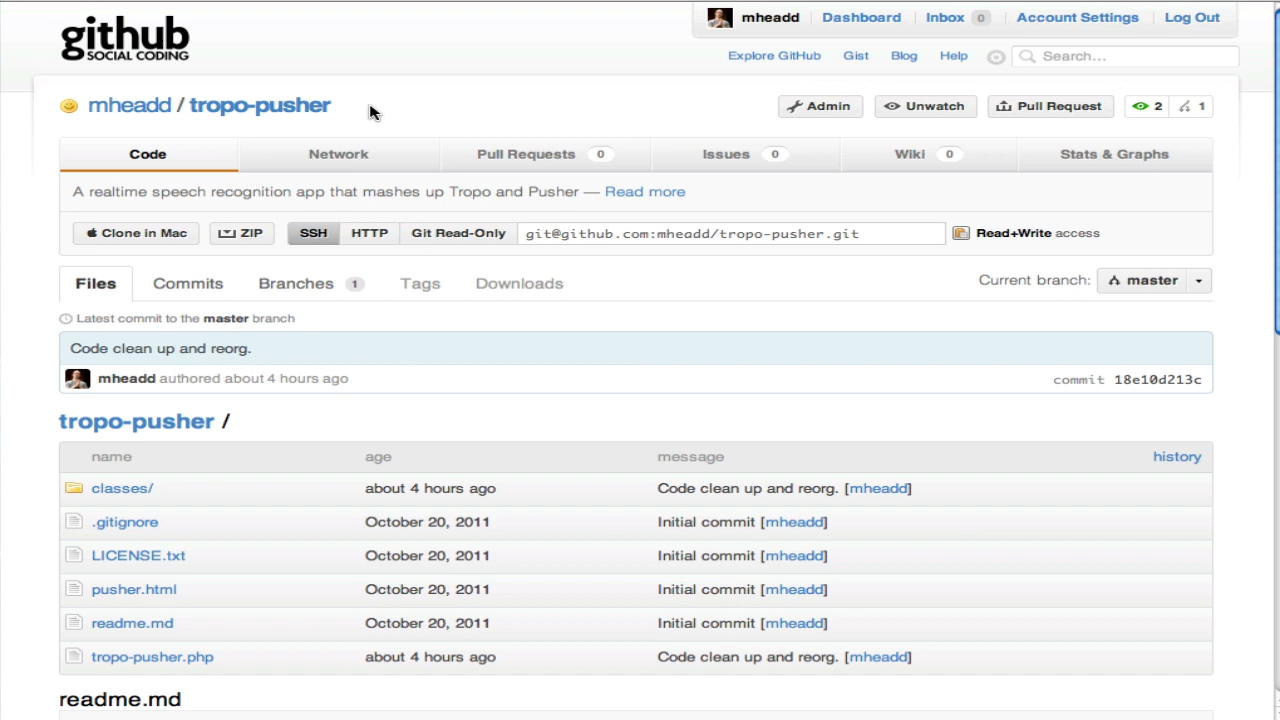 github
SOCIAL CODING
mheadd Dashboard Inbox 0 Account Settings Log Out
Explore GitHub Gist Blog Help Search...
mheadd / tropo-pusher
Admin Unwatch Pull Request 2 1
Code Network Pull Requests 0 Issues 0 Wiki 0 Stats & Graphs
A realtime speech recognition app that mashes up Tropo and Pusher — Read more
Clone in Mac ZIP SSH HTTP Git Read-Only git@github.com:mheadd/tropo-pusher.git Read+Write access
Files Commits Branches 1 Tags Downloads Current branch: master
Latest commit to the master branch
Code clean up and reorg.
mheadd authored about 4 hours ago commit 18e10d213c
tropo-pusher /
name age message history
classes/ about 4 hours ago Code clean up and reorg. [mheadd]
.gitignore October 20, 2011 Initial commit [mheadd]
LICENSE.txt October 20, 2011 Initial commit [mheadd]
pusher.html October 20, 2011 Initial commit [mheadd]
readme.md October 20, 2011 Initial commit [mheadd]
tropo-pusher.php about 4 hours ago Code clean up and reorg. [mheadd]
readme.md